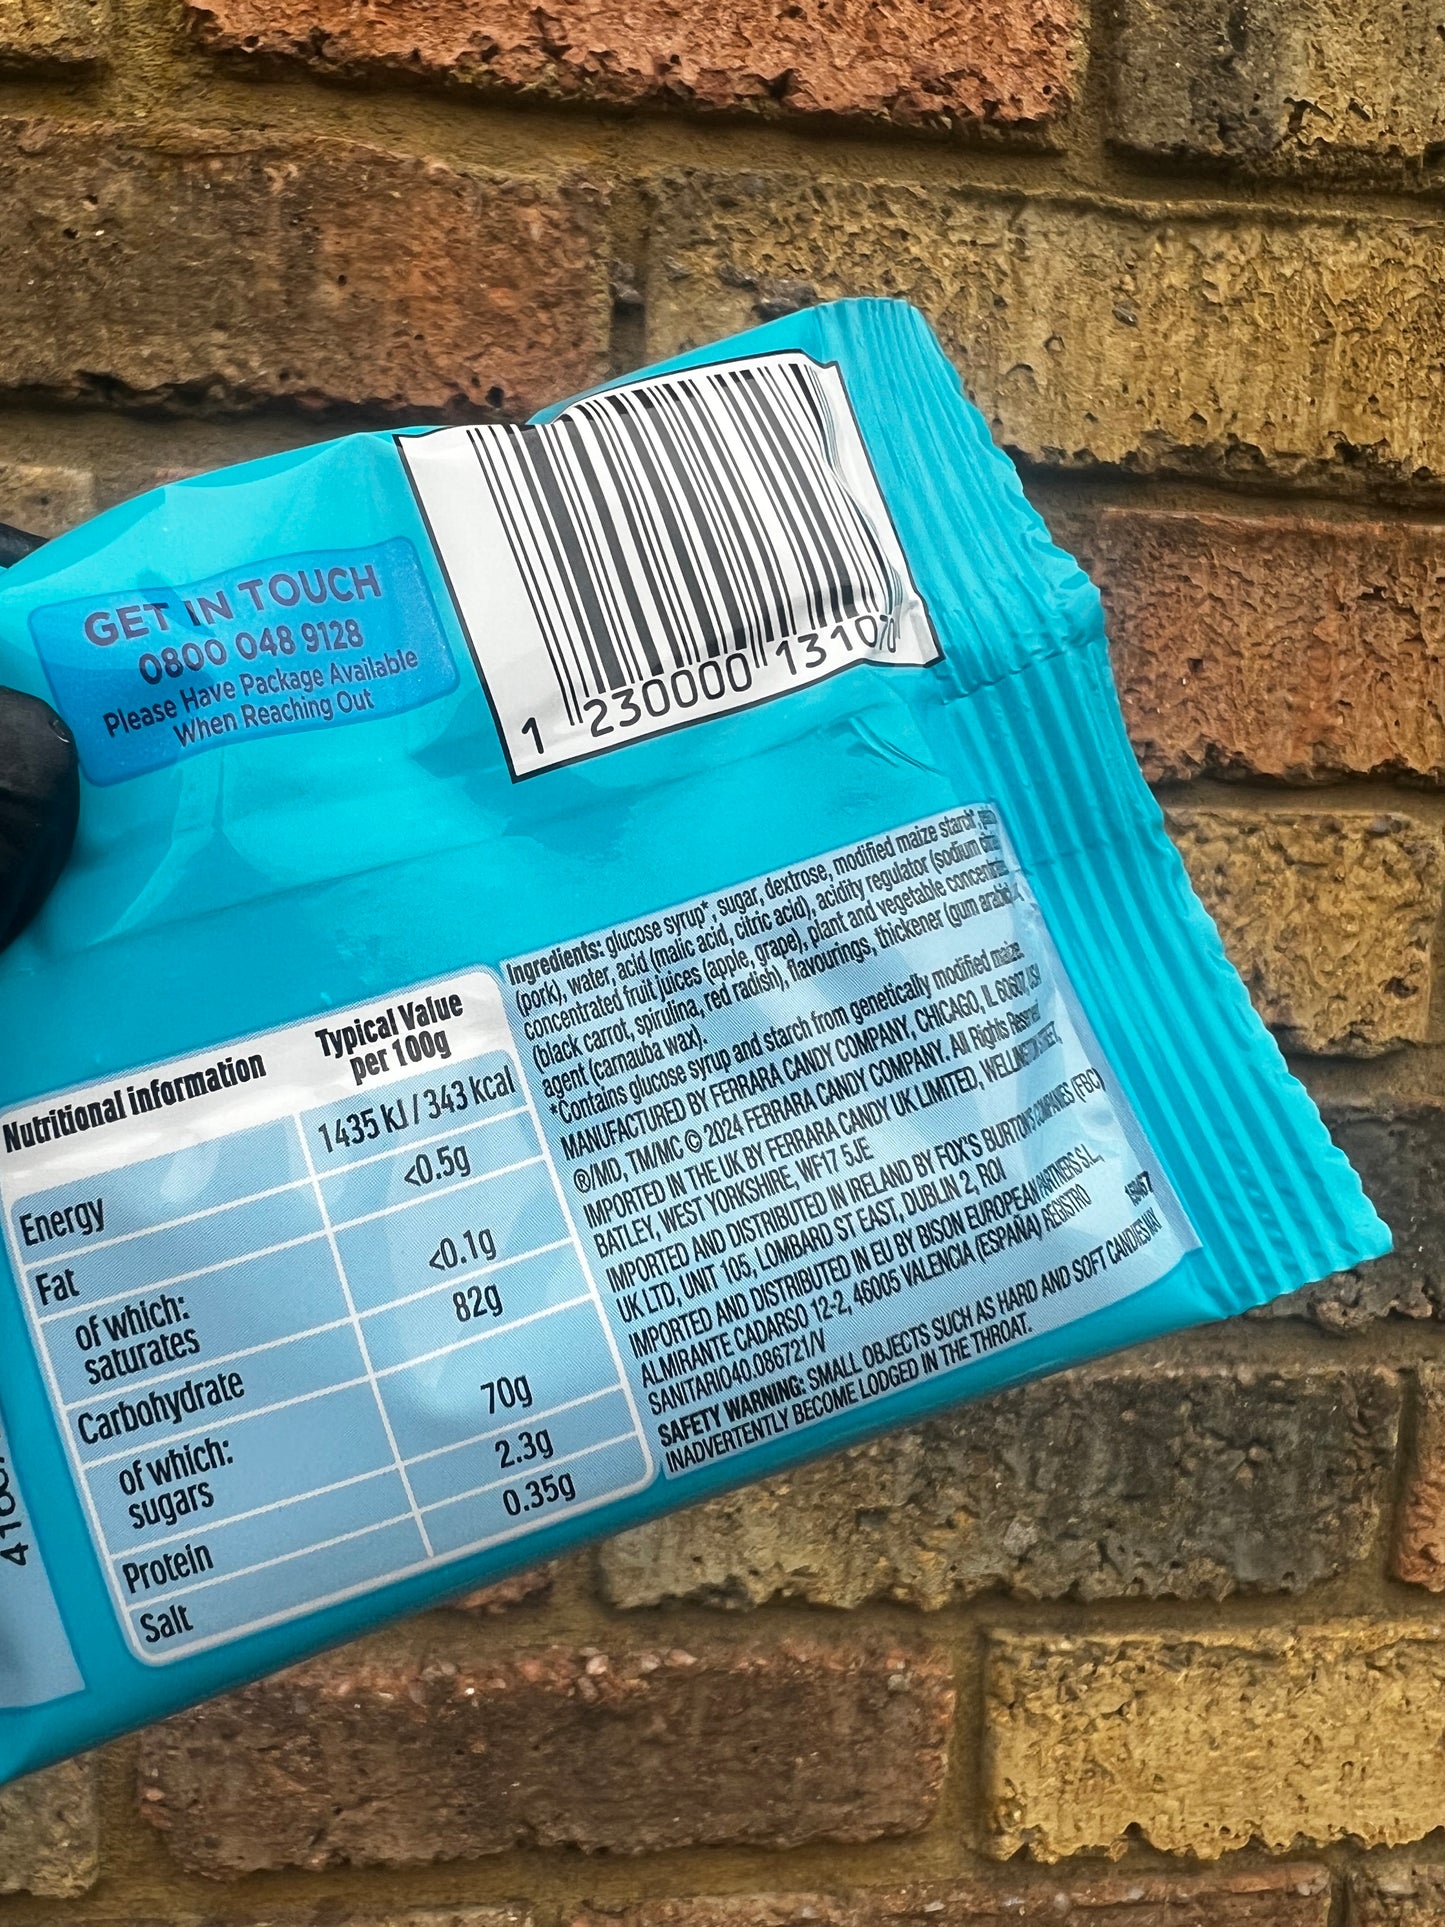 GET IN TOUCH
0800 048 9128
Please Have Package Available
When Reaching Out
1 230000 13107
Nutritional information
Typical Value
per 100g
Energy
1435 kJ / 343 kcal
Fat
<0.5g
of which:
saturates
<0.1g
Carbohydrate
82g
of which:
sugars
70g
Protein
2.3g
Salt
0.35g
Ingredients: glucose syrup*, sugar, dextrose, modified maize starch*,
(pork), water, acid (malic acid, citric acid), acidity regulator (sodium
concentrated fruit juices (apple, grape), plant and vegetable
(black carrot, spirulina, red radish), flavourings, thickener (gum arabic),
agent (carnauba wax).
*Contains glucose syrup and starch from genetically modified maize
MANUFACTURED BY FERRARA CANDY COMPANY, CHICAGO, IL 60607, USA
®/MD, TM/MC © 2024 FERRARA CANDY COMPANY. All Rights
IMPORTED IN THE UK BY FERRARA CANDY UK LIMITED, WELLINGTON STREET,
BATLEY, WEST YORKSHIRE, WF17 5JE
IMPORTED AND DISTRIBUTED IN IRELAND BY FOX'S BURTON'S COMPANIES (FBC)
UK LTD, UNIT 105, LOMBARD ST EAST, DUBLIN 2, ROI
IMPORTED AND DISTRIBUTED IN EU BY BISON EUROPEAN PARTNERS S.L,
ALMIRANTE CADARSO 12-2, 46005 VALENCIA (ESPAÑA) REGISTRO
SANITARIO40.086721/V
SAFETY WARNING: SMALL OBJECTS SUCH AS HARD AND SOFT CANDIES MAY
INADVERTENTLY BECOME LODGED IN THE THROAT.